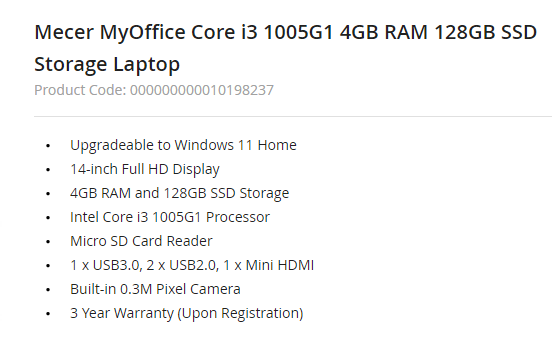 Mecer MyOffice Core i3 1005G1 4GB RAM 128GB SSD
Storage Laptop
Product Code: 000000000010198237
• Upgradeable to Windows 11 Home
• 14-inch Full HD Display
• 4GB RAM and 128GB SSD Storage
• Intel Core i3 1005G1 Processor
• Micro SD Card Reader
• 1 x USB3.0, 2 x USB2.0, 1 x Mini HDMI
• Built-in 0.3M Pixel Camera
• 3 Year Warranty (Upon Registration)